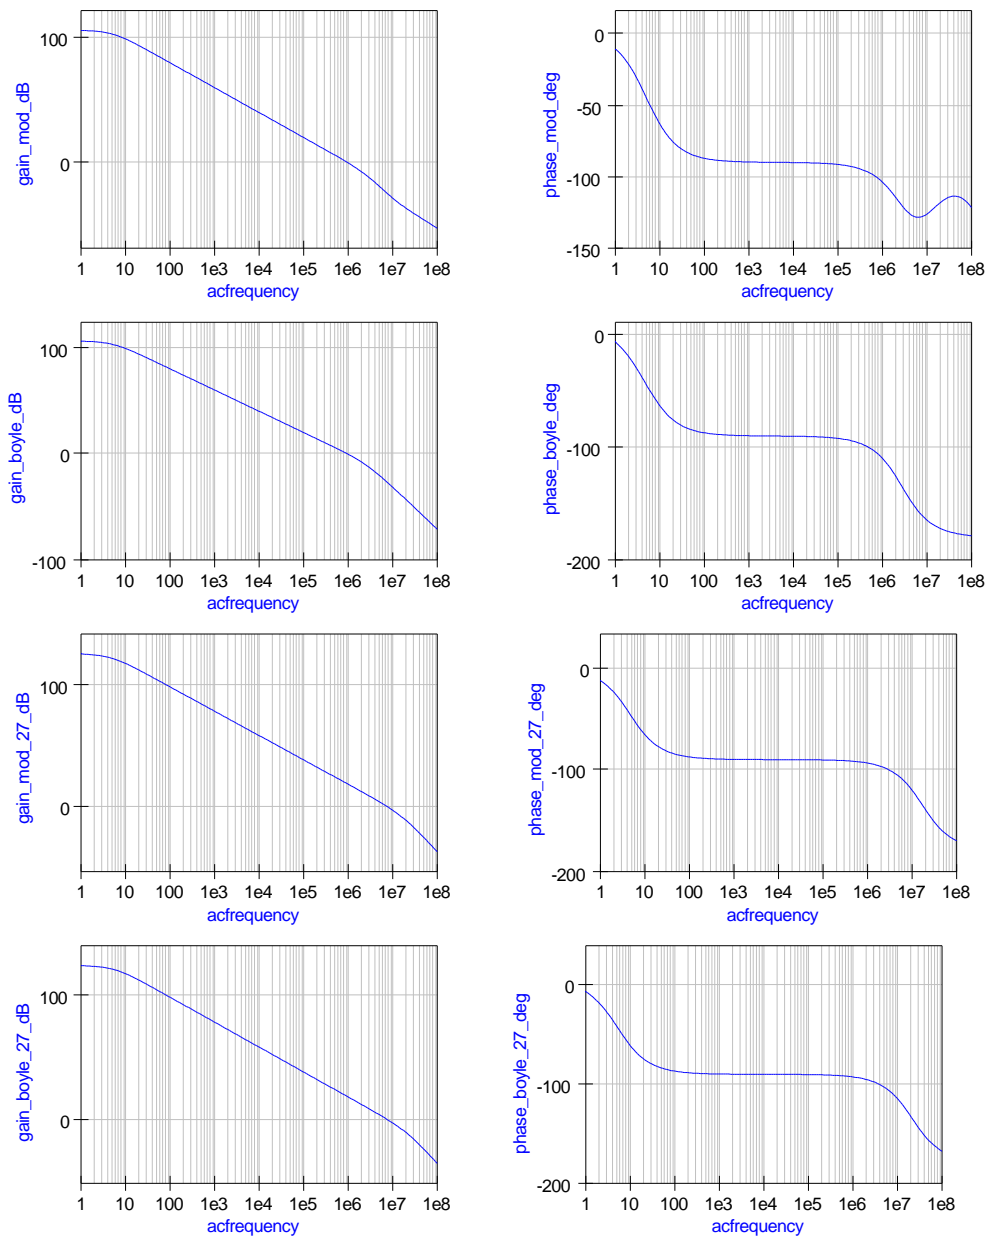 gain_mod_dB
100
0
1 10 100 1e3 1e4 1e5 1e6 1e7 1e8
acfrequency
phase_mod_deg
0
-50
-100
-150
1 10 100 1e3 1e4 1e5 1e6 1e7 1e8
acfrequency
gain_boyle_dB
100
0
-100
1 10 100 1e3 1e4 1e5 1e6 1e7 1e8
acfrequency
phase_boyle_deg
0
-100
-200
1 10 100 1e3 1e4 1e5 1e6 1e7 1e8
acfrequency
gain_mod_27_dB
100
0
1 10 100 1e3 1e4 1e5 1e6 1e7 1e8
acfrequency
phase_mod_27_deg
0
-100
-200
1 10 100 1e3 1e4 1e5 1e6 1e7 1e8
acfrequency
gain_boyle_27_dB
100
0
1 10 100 1e3 1e4 1e5 1e6 1e7 1e8
acfrequency
phase_boyle_27_deg
0
-100
-200
1 10 100 1e3 1e4 1e5 1e6 1e7 1e8
acfrequency